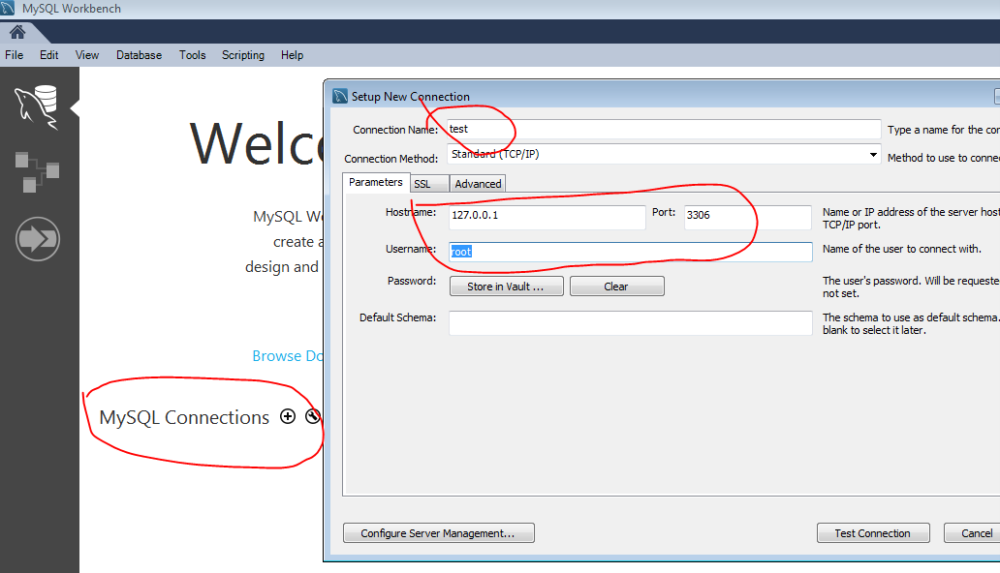 MySQL Workbench
File Edit View Database Tools Scripting Help
Welco
MySQL Wo
create a
design and
Browse Do
MySQL Connections
Setup New Connection
Connection Name: test Type a name for the con
Connection Method: Standard (TCP/IP) Method to use to conne
Parameters SSL Advanced
Hostname: 127.0.0.1 Port: 3306 Name or IP address of the server host
TCP/IP port.
Username: root Name of the user to connect with.
Password: Store in Vault ... Clear The user's password. Will be requeste
not set.
Default Schema: The schema to use as default schema.
blank to select it later.
Configure Server Management... Test Connection Cancel